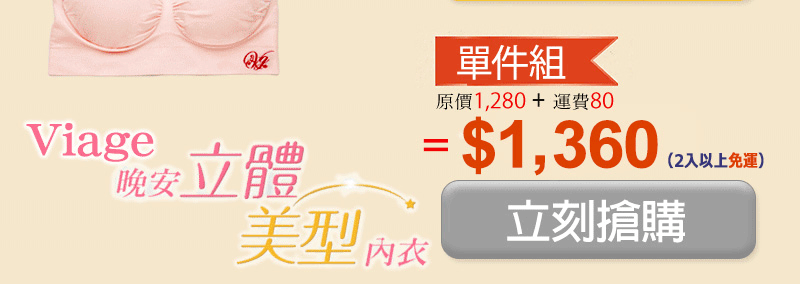 單件組
原價1,280 + 運費80
= $1,360 (2入以上免運)
立刻搶購
Viage
晚安立體
美型內衣